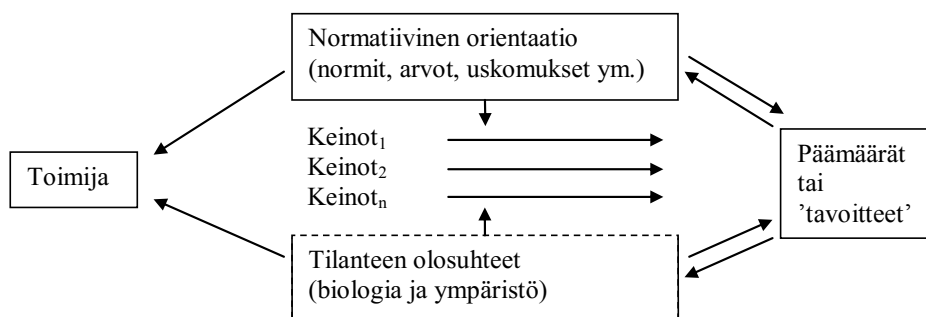 Normatiivinen orientaatio
(normit, arvot, uskomukset ym.)
Toimija
Keinot₁
Keinot₂
Keinotₙ
Päämäärät
tai
’tavoitteet’
Tilanteen olosuhteet
(biologia ja ympäristö)